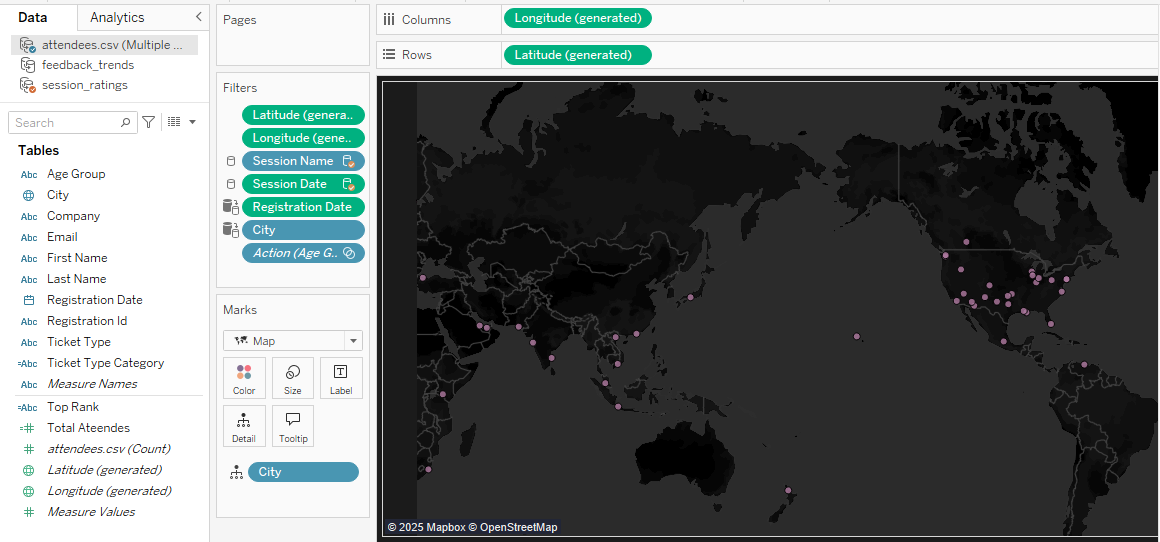 Data
Analytics
attendees.csv (Multiple ...
feedback_trends
session_ratings
Search
Tables
Abc Age Group
City
Abc Company
Abc Email
Abc First Name
Abc Last Name
Registration Date
Abc Registration Id
Abc Ticket Type
=Abc Ticket Type Category
Abc Measure Names
=Abc Top Rank
=# Total Ateendes
# attendees.csv (Count)
Latitude (generated)
Longitude (generated)
# Measure Values
Pages
Filters
Latitude (genera..
Longitude (gene..
Session Name
Session Date
Registration Date
City
Action (Age G..
Marks
Map
Color
Size
Label
Detail
Tooltip
City
Columns
Longitude (generated)
Rows
Latitude (generated)
© 2025 Mapbox © OpenStreetMap